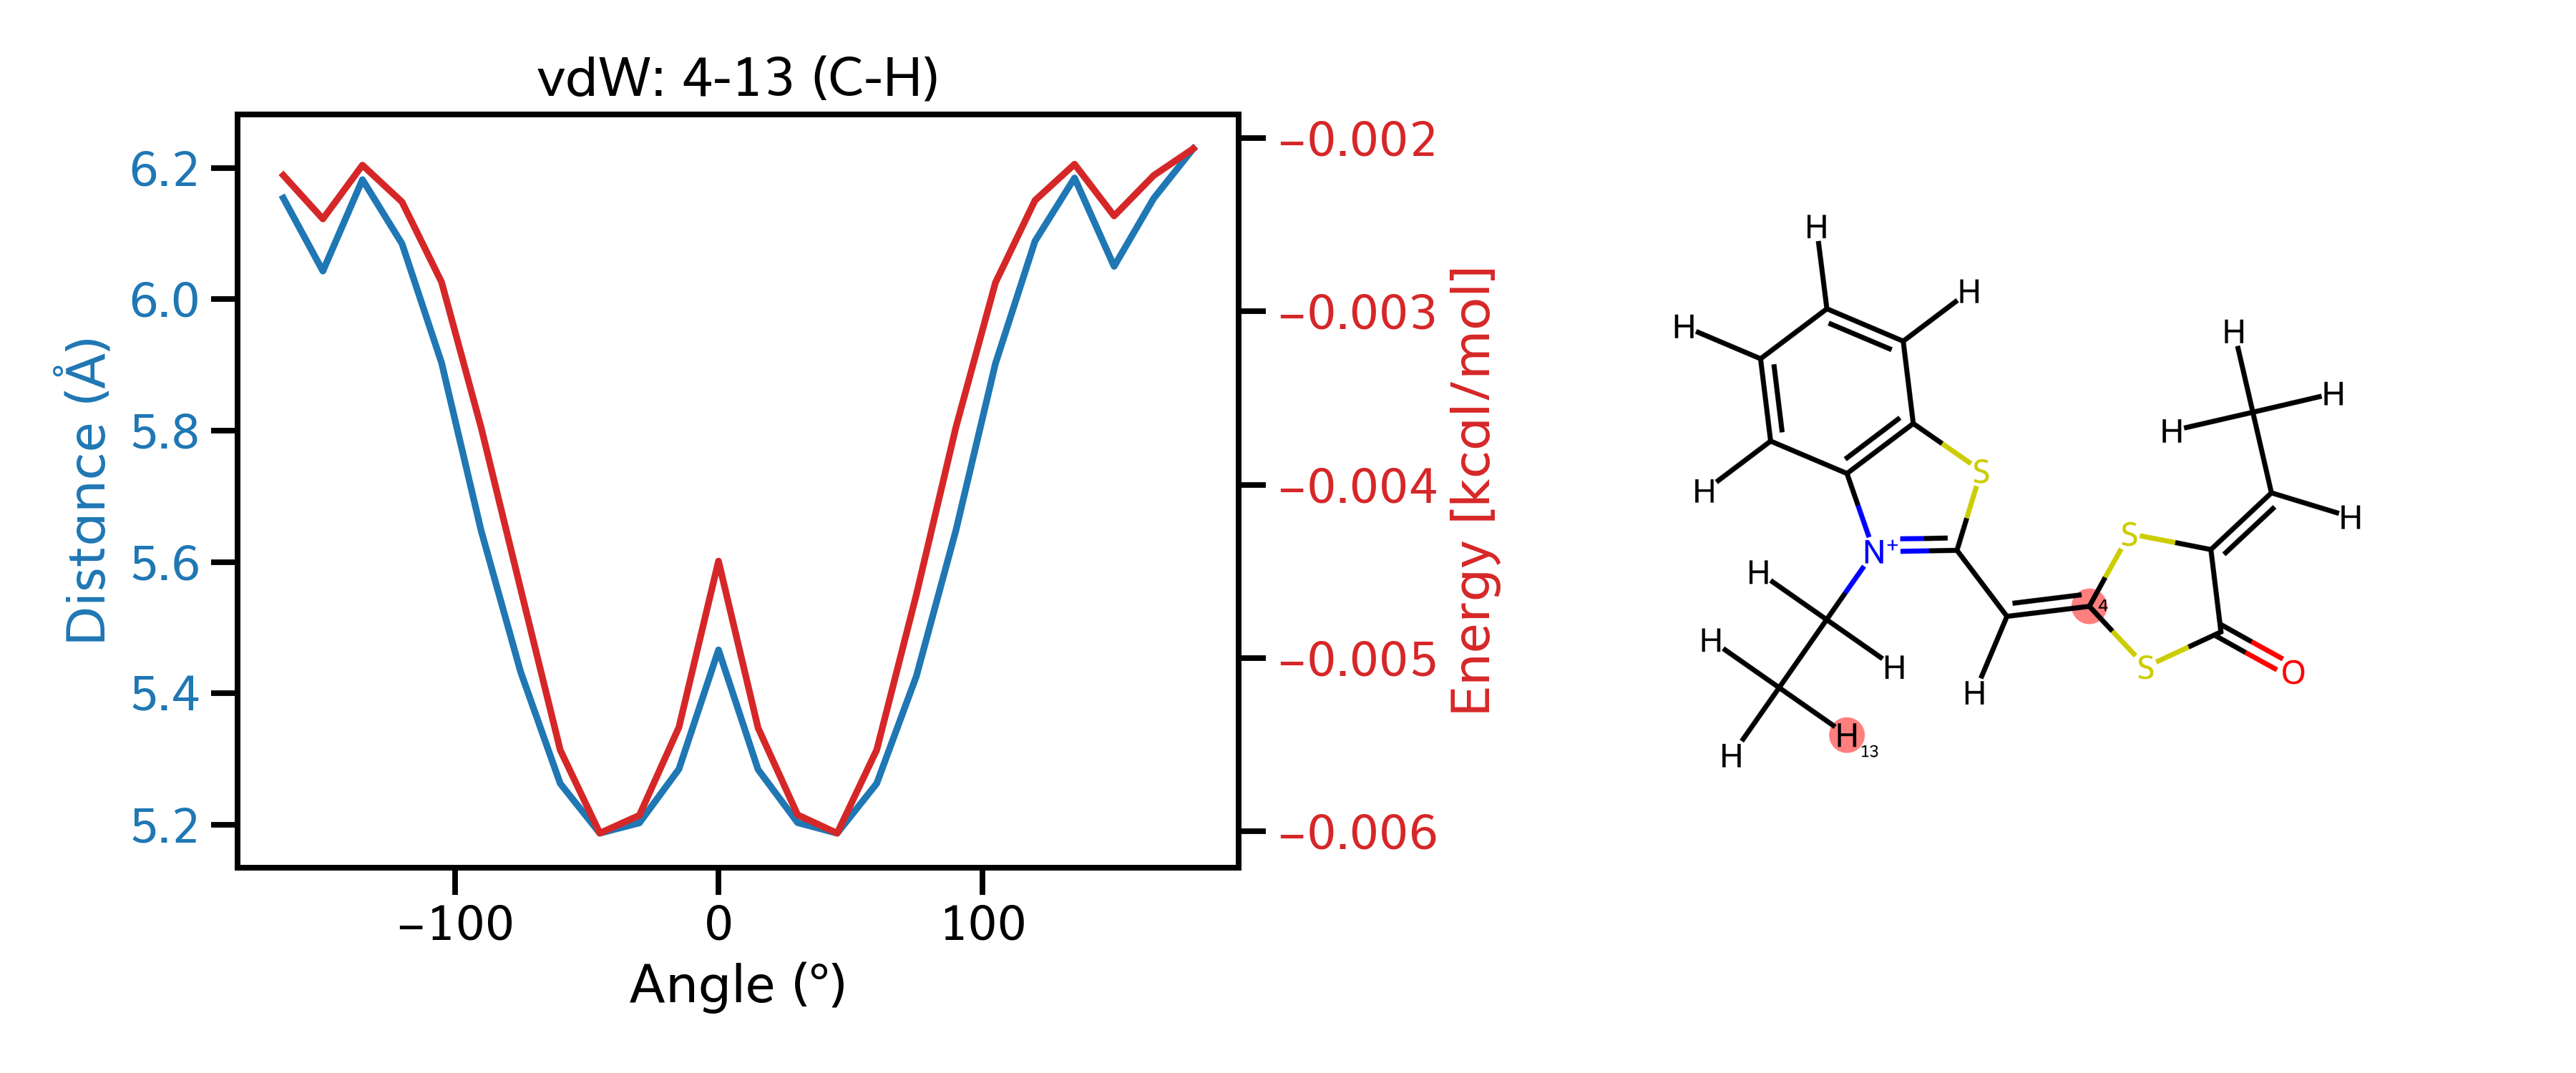 vdW: 4-13 (C-H)
Distance (Å)
6.2
6.0
5.8
5.6
5.4
5.2
−100
0
100
Angle (°)
−0.002
−0.003
−0.004
−0.005
−0.006
Energy [kcal/mol]
H
H
H
H
H
H
H
S
H
S
N+
H
4
H
H
S
O
H
H
H
13